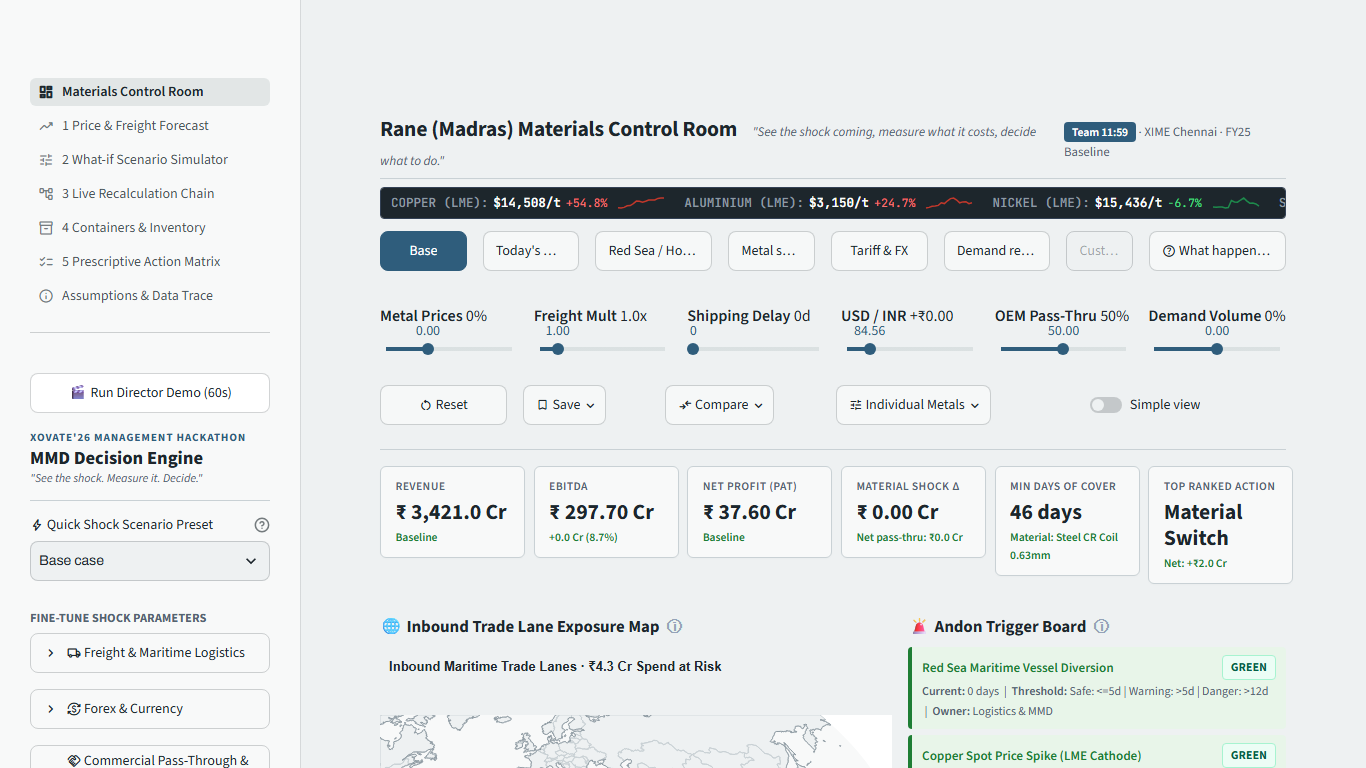 Materials Control Room
1 Price & Freight Forecast
2 What-if Scenario Simulator
3 Live Recalculation Chain
4 Containers & Inventory
5 Prescriptive Action Matrix
Assumptions & Data Trace
Run Director Demo (60s)
XOVATE'26 MANAGEMENT HACKATHON
MMD Decision Engine
"See the shock. Measure it. Decide."
Quick Shock Scenario Preset
Base case
FINE-TUNE SHOCK PARAMETERS
Freight & Maritime Logistics
Forex & Currency
Commercial Pass-Through &
Rane (Madras) Materials Control Room "See the shock coming, measure what it costs, decide
what to do."
Team 11:59 · XIME Chennai · FY25
Baseline
COPPER (LME): $14,508/t +54.8% ALUMINIUM (LME): $3,150/t +24.7% NICKEL (LME): $15,436/t -6.7% S
Base Today's … Red Sea / Ho… Metal s… Tariff & FX Demand re… Cust… What happen…
Metal Prices 0% Freight Mult 1.0x Shipping Delay 0d USD / INR +₹0.00 OEM Pass-Thru 50% Demand Volume 0%
0.00 1.00 0 84.56 50.00 0.00
Reset Save Compare Individual Metals Simple view
REVENUE
₹ 3,421.0 Cr
Baseline
EBITDA
₹ 297.70 Cr
+0.0 Cr (8.7%)
NET PROFIT (PAT)
₹ 37.60 Cr
Baseline
MATERIAL SHOCK Δ
₹ 0.00 Cr
Net pass-thru: ₹0.0 Cr
MIN DAYS OF COVER
46 days
Material: Steel CR Coil
0.63mm
TOP RANKED ACTION
Material
Switch
Net: +₹2.0 Cr
Inbound Trade Lane Exposure Map
Inbound Maritime Trade Lanes · ₹4.3 Cr Spend at Risk
Andon Trigger Board
Red Sea Maritime Vessel Diversion GREEN
Current: 0 days | Threshold: Safe: <=5d | Warning: >5d | Danger: >12d
| Owner: Logistics & MMD
Copper Spot Price Spike (LME Cathode) GREEN